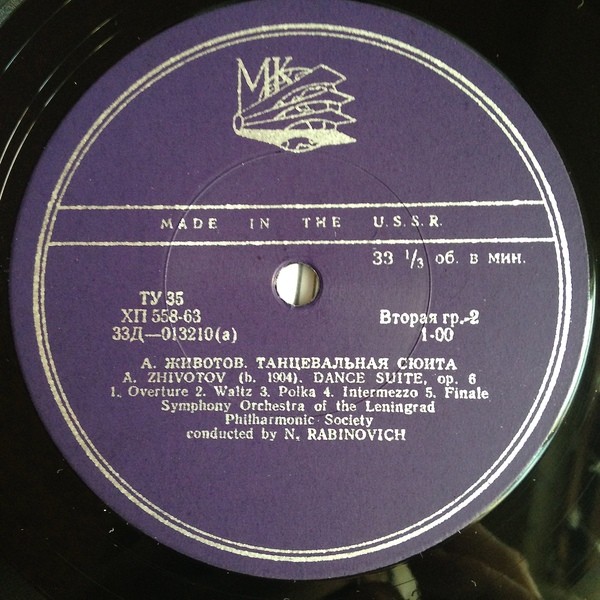 МК
MADE IN THE U.S.S.R.
33 1/3 об. в мин.
ТУ 35
ХП 558-63
33Д—013210(a)
Вторая гр.-2
1-00
А. ЖИВОТОВ. ТАНЦЕВАЛЬНАЯ СЮИТА
A. ZHIVOTOV (b. 1904). DANCE SUITE, op. 6
1. Overture 2. Waltz 3. Polka 4. Intermezzo 5. Finale
Symphony Orchestra of the Leningrad
Philharmonic Society
conducted by N. RABINOVICH